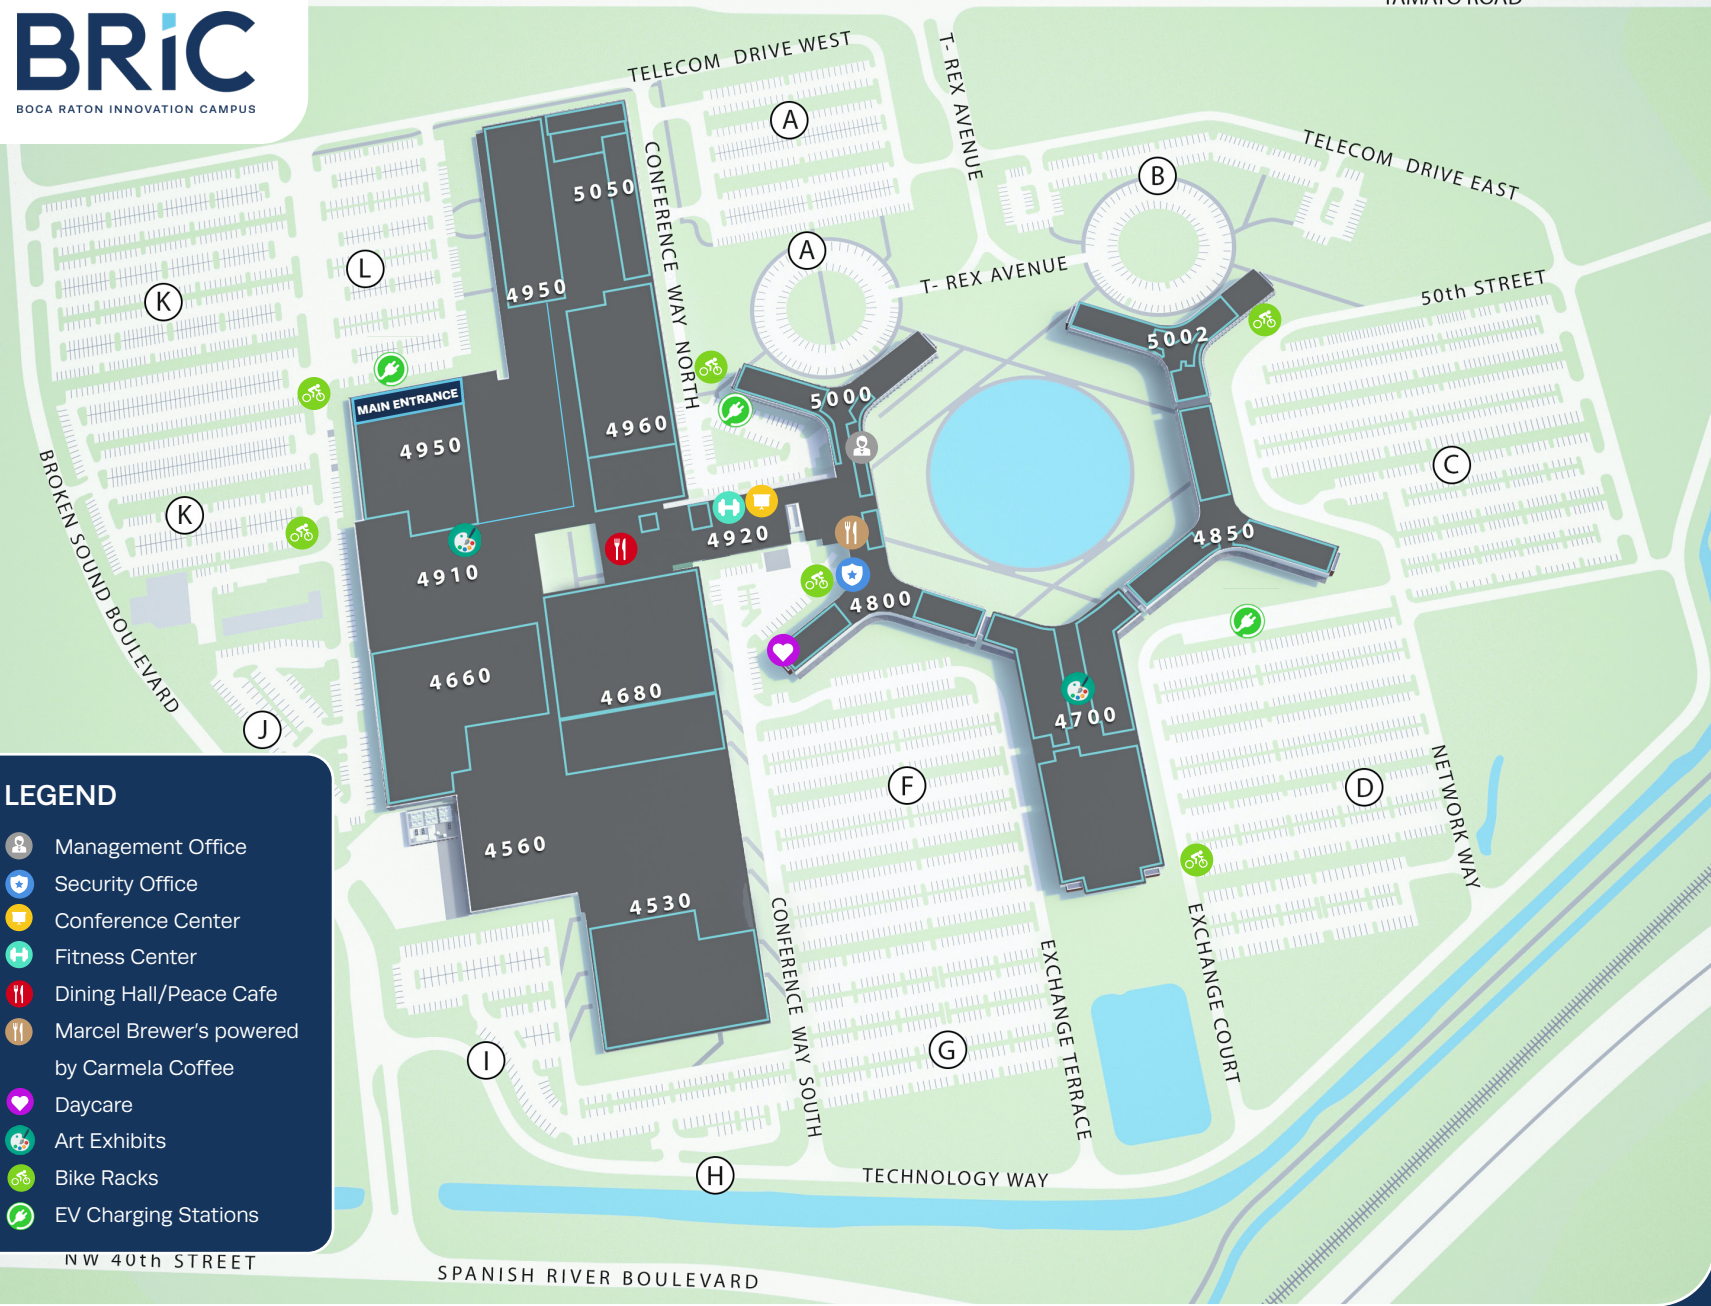 BRiC
BOCA RATON INNOVATION CAMPUS
YAMATO ROAD
TELECOM DRIVE WEST
T- REX AVENUE
TELECOM DRIVE EAST
A
B
CONFERENCE WAY NORTH
5050
A
L
K
4950
T- REX AVENUE
50th STREET
5002
MAIN ENTRANCE
5000
4950
4960
C
BROKEN SOUND BOULEVARD
K
4920
4850
4910
4800
4660
4680
4700
J
F
D
NETWORK WAY
4560
4530
CONFERENCE WAY SOUTH
EXCHANGE TERRACE
EXCHANGE COURT
G
I
H
TECHNOLOGY WAY
LEGEND
Management Office
Security Office
Conference Center
Fitness Center
Dining Hall/Peace Cafe
Marcel Brewer's powered
by Carmela Coffee
Daycare
Art Exhibits
Bike Racks
EV Charging Stations
NW 40th STREET
SPANISH RIVER BOULEVARD